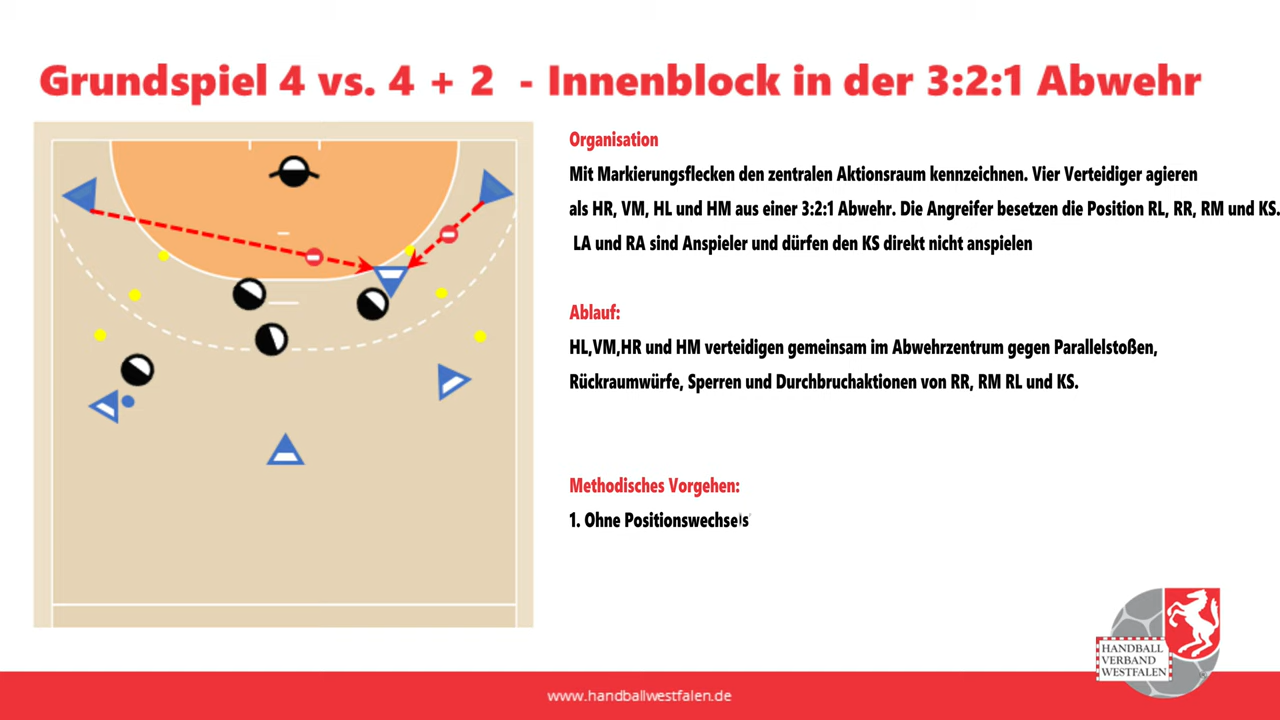 Grundspiel 4 vs. 4 + 2 - Innenblock in der 3:2:1 Abwehr
Organisation
Mit Markierungsflecken den zentralen Aktionsraum kennzeichnen. Vier Verteidiger agieren
als HR, VM, HL und HM aus einer 3:2:1 Abwehr. Die Angreifer besetzen die Position RL, RR, RM und KS.
LA und RA sind Anspieler und dürfen den KS direkt nicht anspielen
Ablauf:
HL,VM,HR und HM verteidigen gemeinsam im Abwehrzentrum gegen Parallelstoßen,
Rückraumwürfe, Sperren und Durchbruchaktionen von RR, RM RL und KS.
Methodisches Vorgehen:
1. Ohne
HANDBALL
VERBAND
WESTFALEN
www.handballwestfalen.de